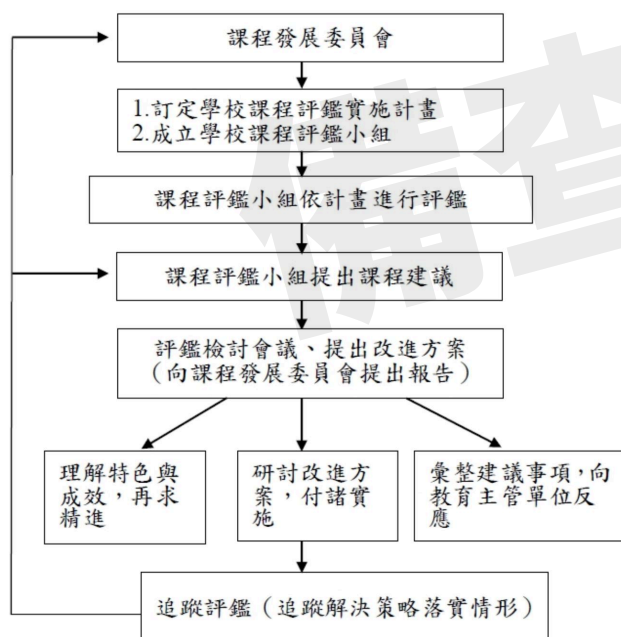 課程發展委員會
1.訂定學校課程評鑑實施計畫
2.成立學校課程評鑑小組
課程評鑑小組依計畫進行評鑑
課程評鑑小組提出課程建議
評鑑檢討會議、提出改進方案
（向課程發展委員會提出報告）
理解特色與
成效，再求
精進
研討改進方
案，付諸實
施
彙整建議事項，向
教育主管單位反
應
追蹤評鑑（追蹤解決策略落實情形）
備查